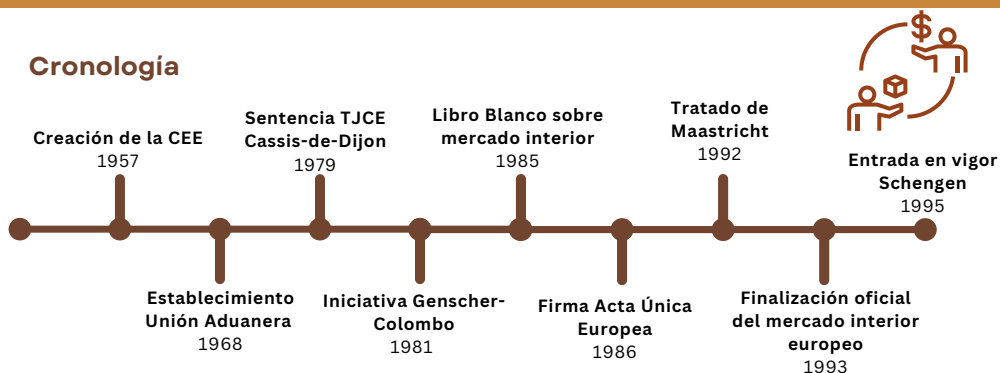 Cronología
Creación de la CEE
1957
Establecimiento
Unión Aduanera
1968
Sentencia TJCE
Cassis-de-Dijon
1979
Iniciativa Genscher-
Colombo
1981
Libro Blanco sobre
mercado interior
1985
Firma Acta Única
Europea
1986
Tratado de
Maastricht
1992
Finalización oficial
del mercado interior
europeo
1993
Entrada en vigor
Schengen
1995
$